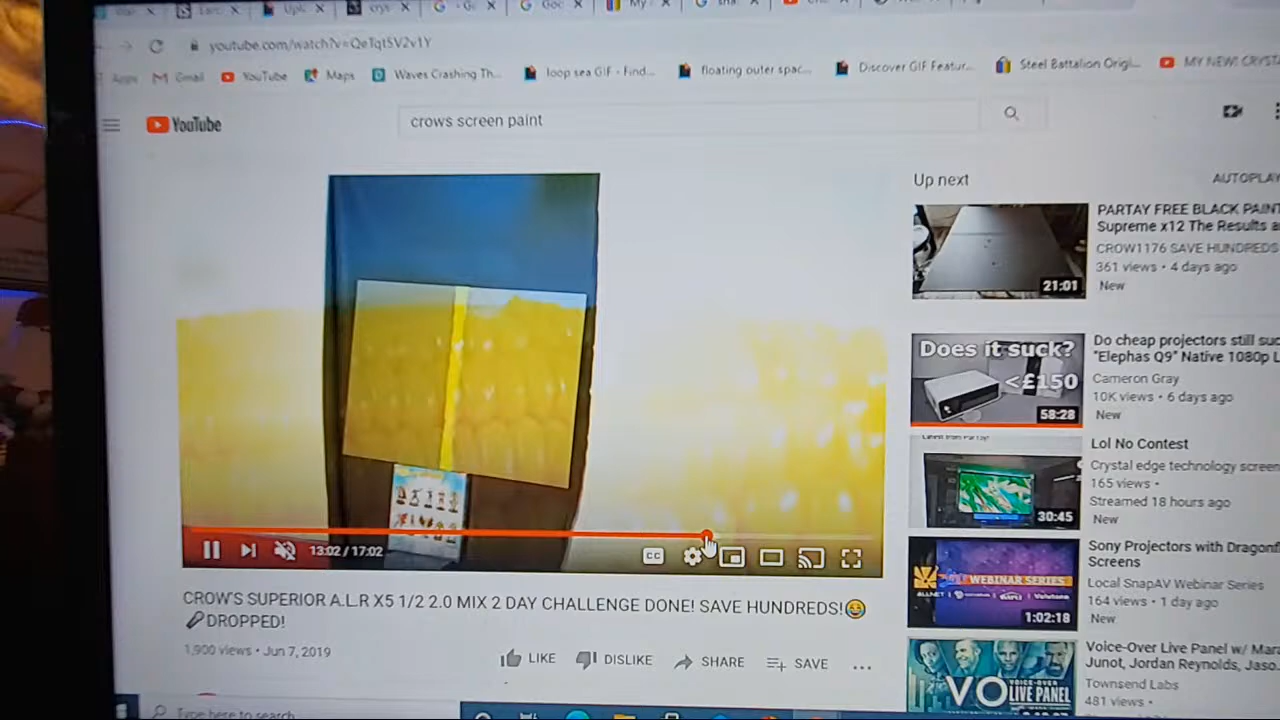 youtube.com/watch?v=QeTqtSV2v1Y
Apps Gmail YouTube Maps Waves Crashing Th... loop sea GIF - Find... floating outer spac... Discover GIF Featur... Steel Battalion Origi... MY NEW! CRYSTA
YouTube
crows screen paint
Up next
AUTOPLAY
PARTAY FREE BLACK PAINT
Supreme x12 The Results a
CROW1176 SAVE HUNDREDS
361 views • 4 days ago
New
21:01
Does it suck?
<£150
58:28
Do cheap projectors still suc
"Elephas Q9" Native 1080p L
Cameron Gray
10K views • 6 days ago
New
30:45
Lol No Contest
Crystal edge technology screen
165 views •
Streamed 18 hours ago
New
WEBINAR SERIES
1:02:18
Sony Projectors with Dragonf
Screens
Local SnapAV Webinar Series
164 views • 1 day ago
New
VOICE-OVER
VO LIVE PANEL
Voice-Over Live Panel w/ Mar
Junot, Jordan Reynolds, Jaso
Townsend Labs
481 views •
13:02 / 17:02
CC
CROW'S SUPERIOR A.L.R X5 1/2 2.0 MIX 2 DAY CHALLENGE DONE! SAVE HUNDREDS!😂
🎤DROPPED!
1,900 views • Jun 7, 2019
LIKE DISLIKE SHARE SAVE ...
Type here to search